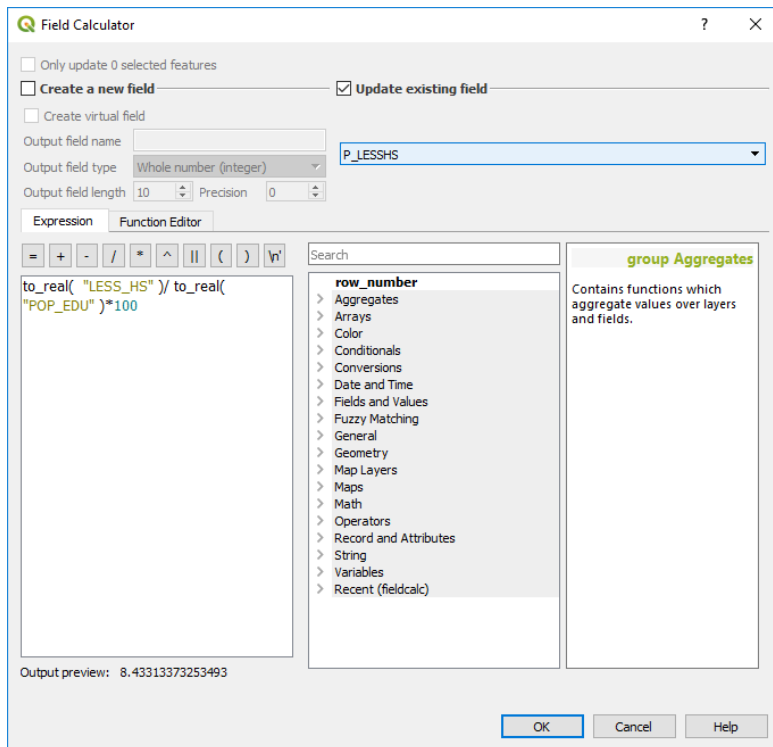 Field Calculator
? X
Only update 0 selected features
Create a new field
Update existing field
Create virtual field
Output field name
P_LESSHS
Output field type Whole number (integer)
Output field length 10 Precision 0
Expression Function Editor
= + - / * ^ || ( ) \n'
to_real( "LESS_HS" )/ to_real(
"POP_EDU" )*100
Search
row_number
Aggregates
Arrays
Color
Conditionals
Conversions
Date and Time
Fields and Values
Fuzzy Matching
General
Geometry
Map Layers
Maps
Math
Operators
Record and Attributes
String
Variables
Recent (fieldcalc)
group Aggregates
Contains functions which
aggregate values over layers
and fields.
Output preview: 8.43313373253493
OK Cancel Help